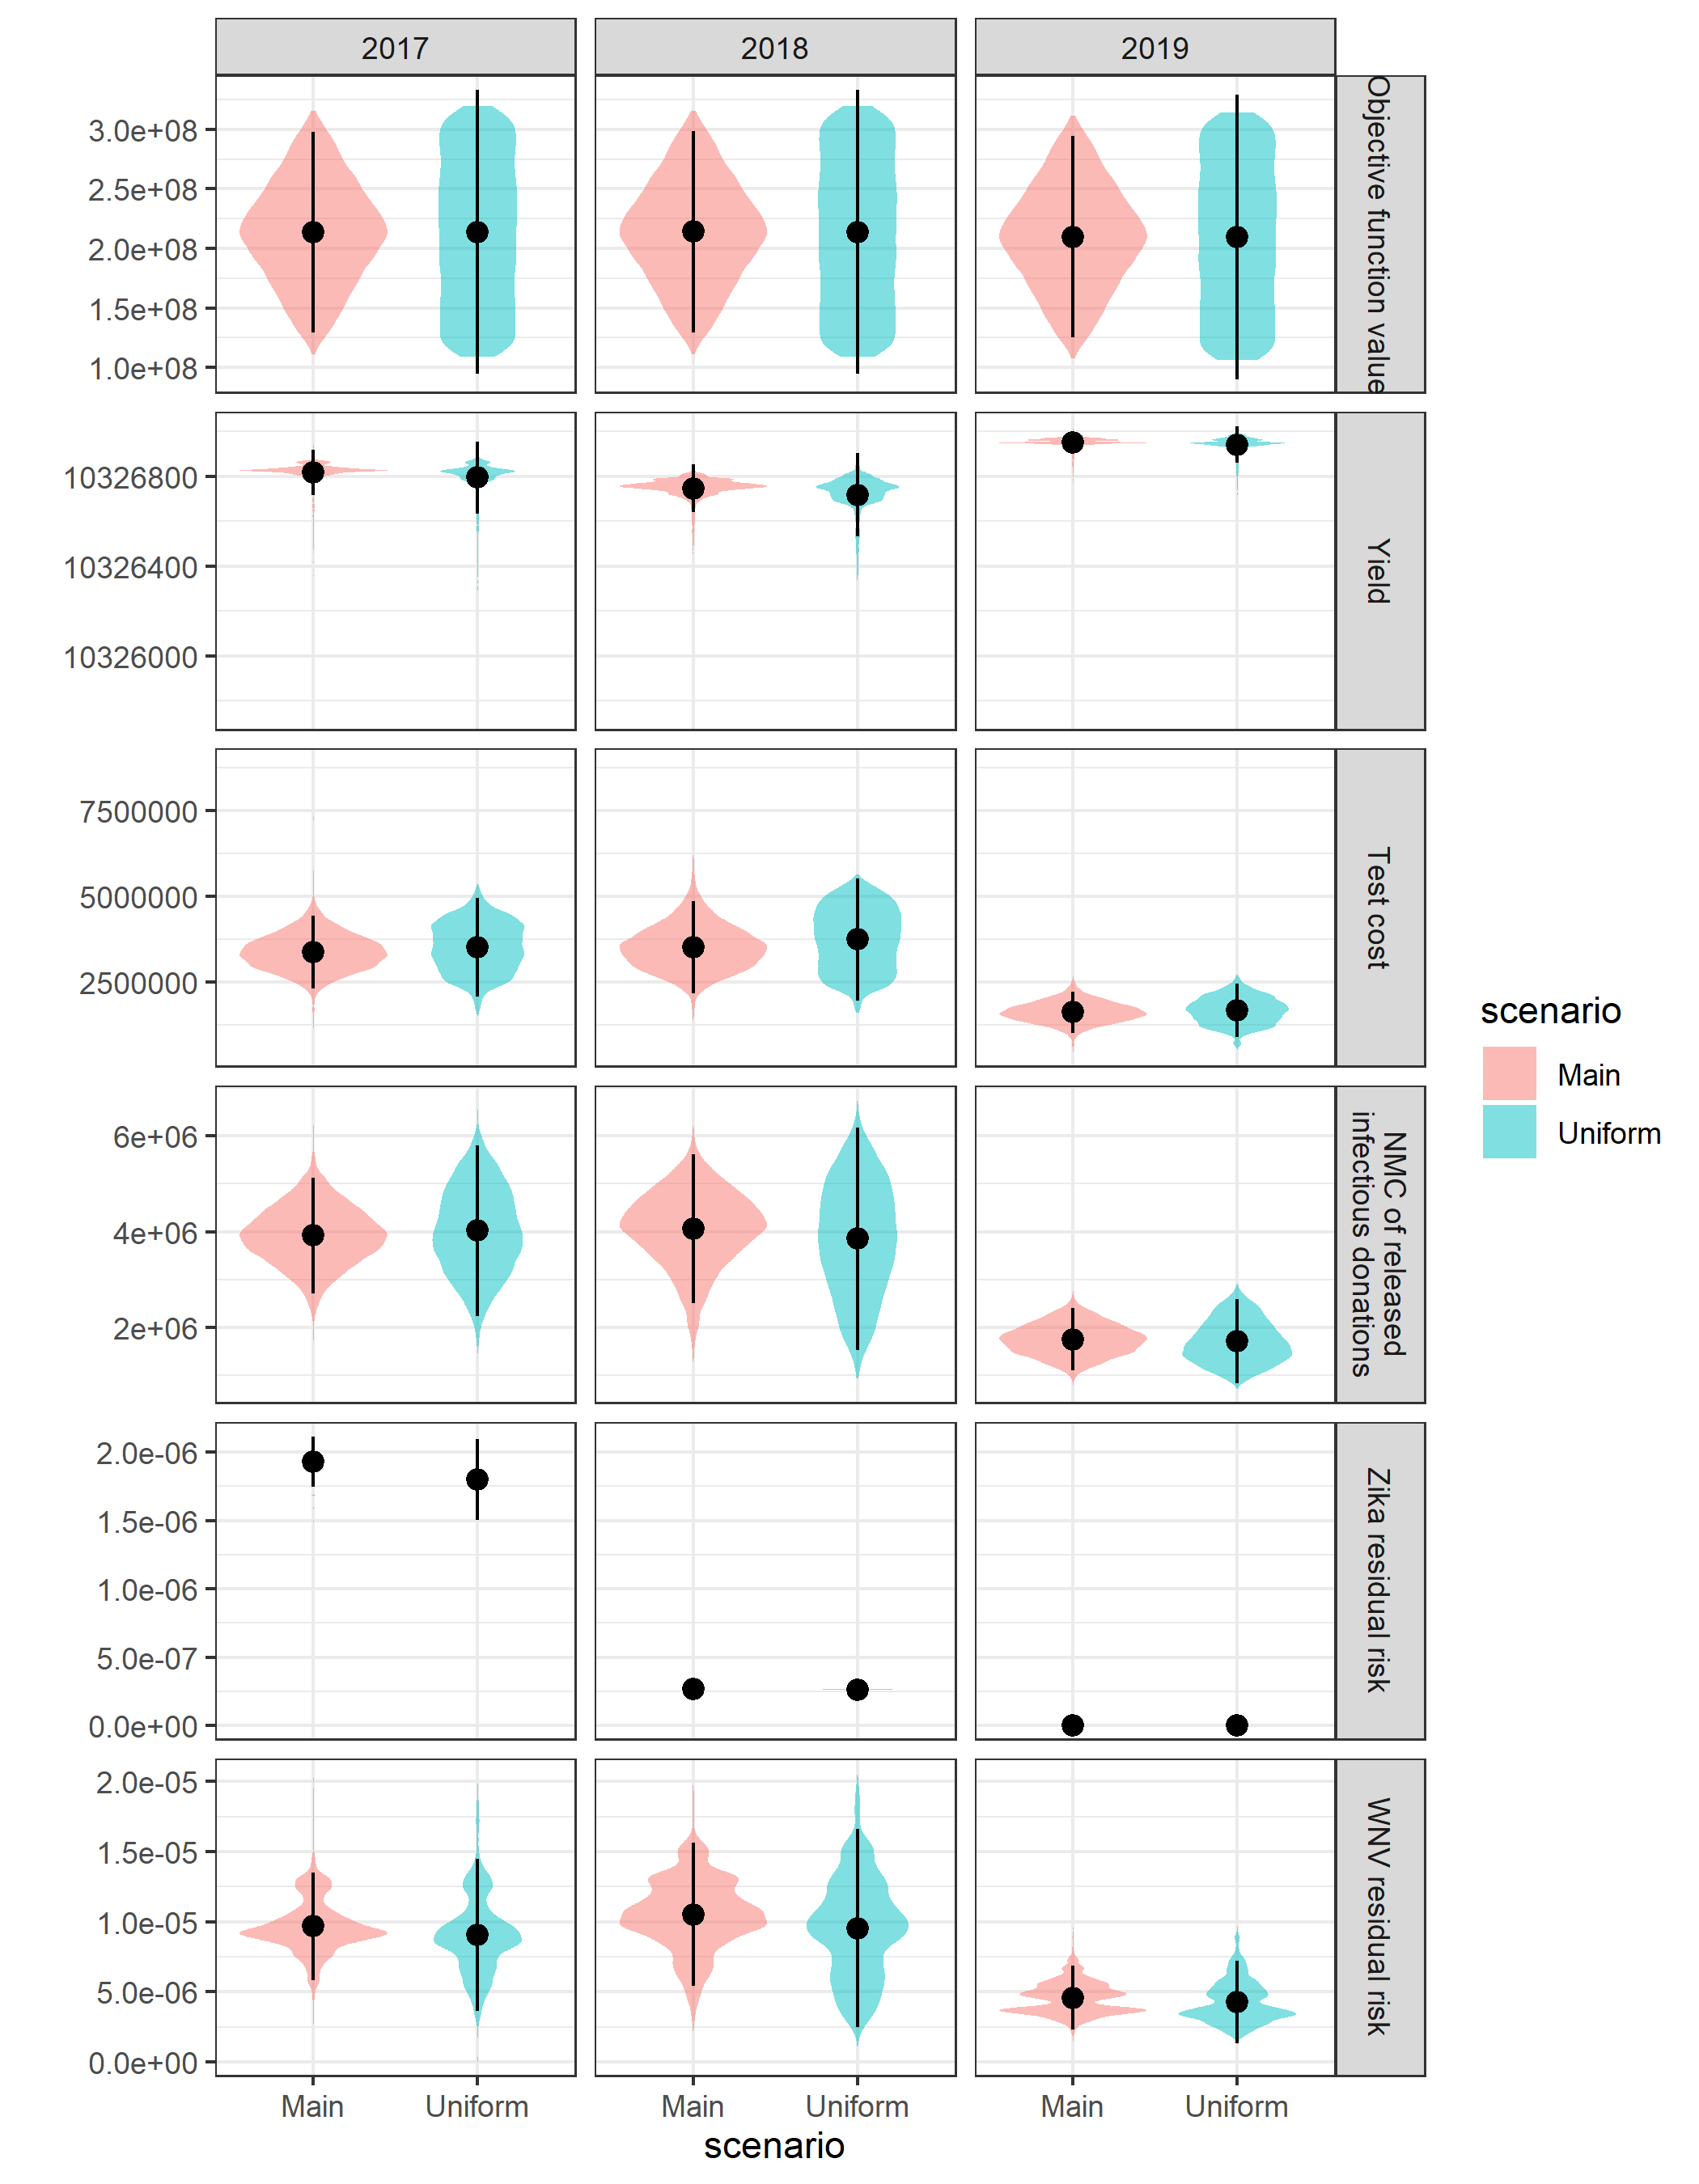 2017 2018 2019
3.0e+08
2.5e+08
2.0e+08
1.5e+08
1.0e+08
Objective function value
10326800
10326400
10326000
Yield
7500000
5000000
2500000
Test cost
6e+06
4e+06
2e+06
NMC of released
infectious donations
2.0e-06
1.5e-06
1.0e-06
5.0e-07
0.0e+00
Zika residual risk
2.0e-05
1.5e-05
1.0e-05
5.0e-06
0.0e+00
WNV residual risk
Main Uniform Main Uniform Main Uniform
scenario
scenario
Main
Uniform